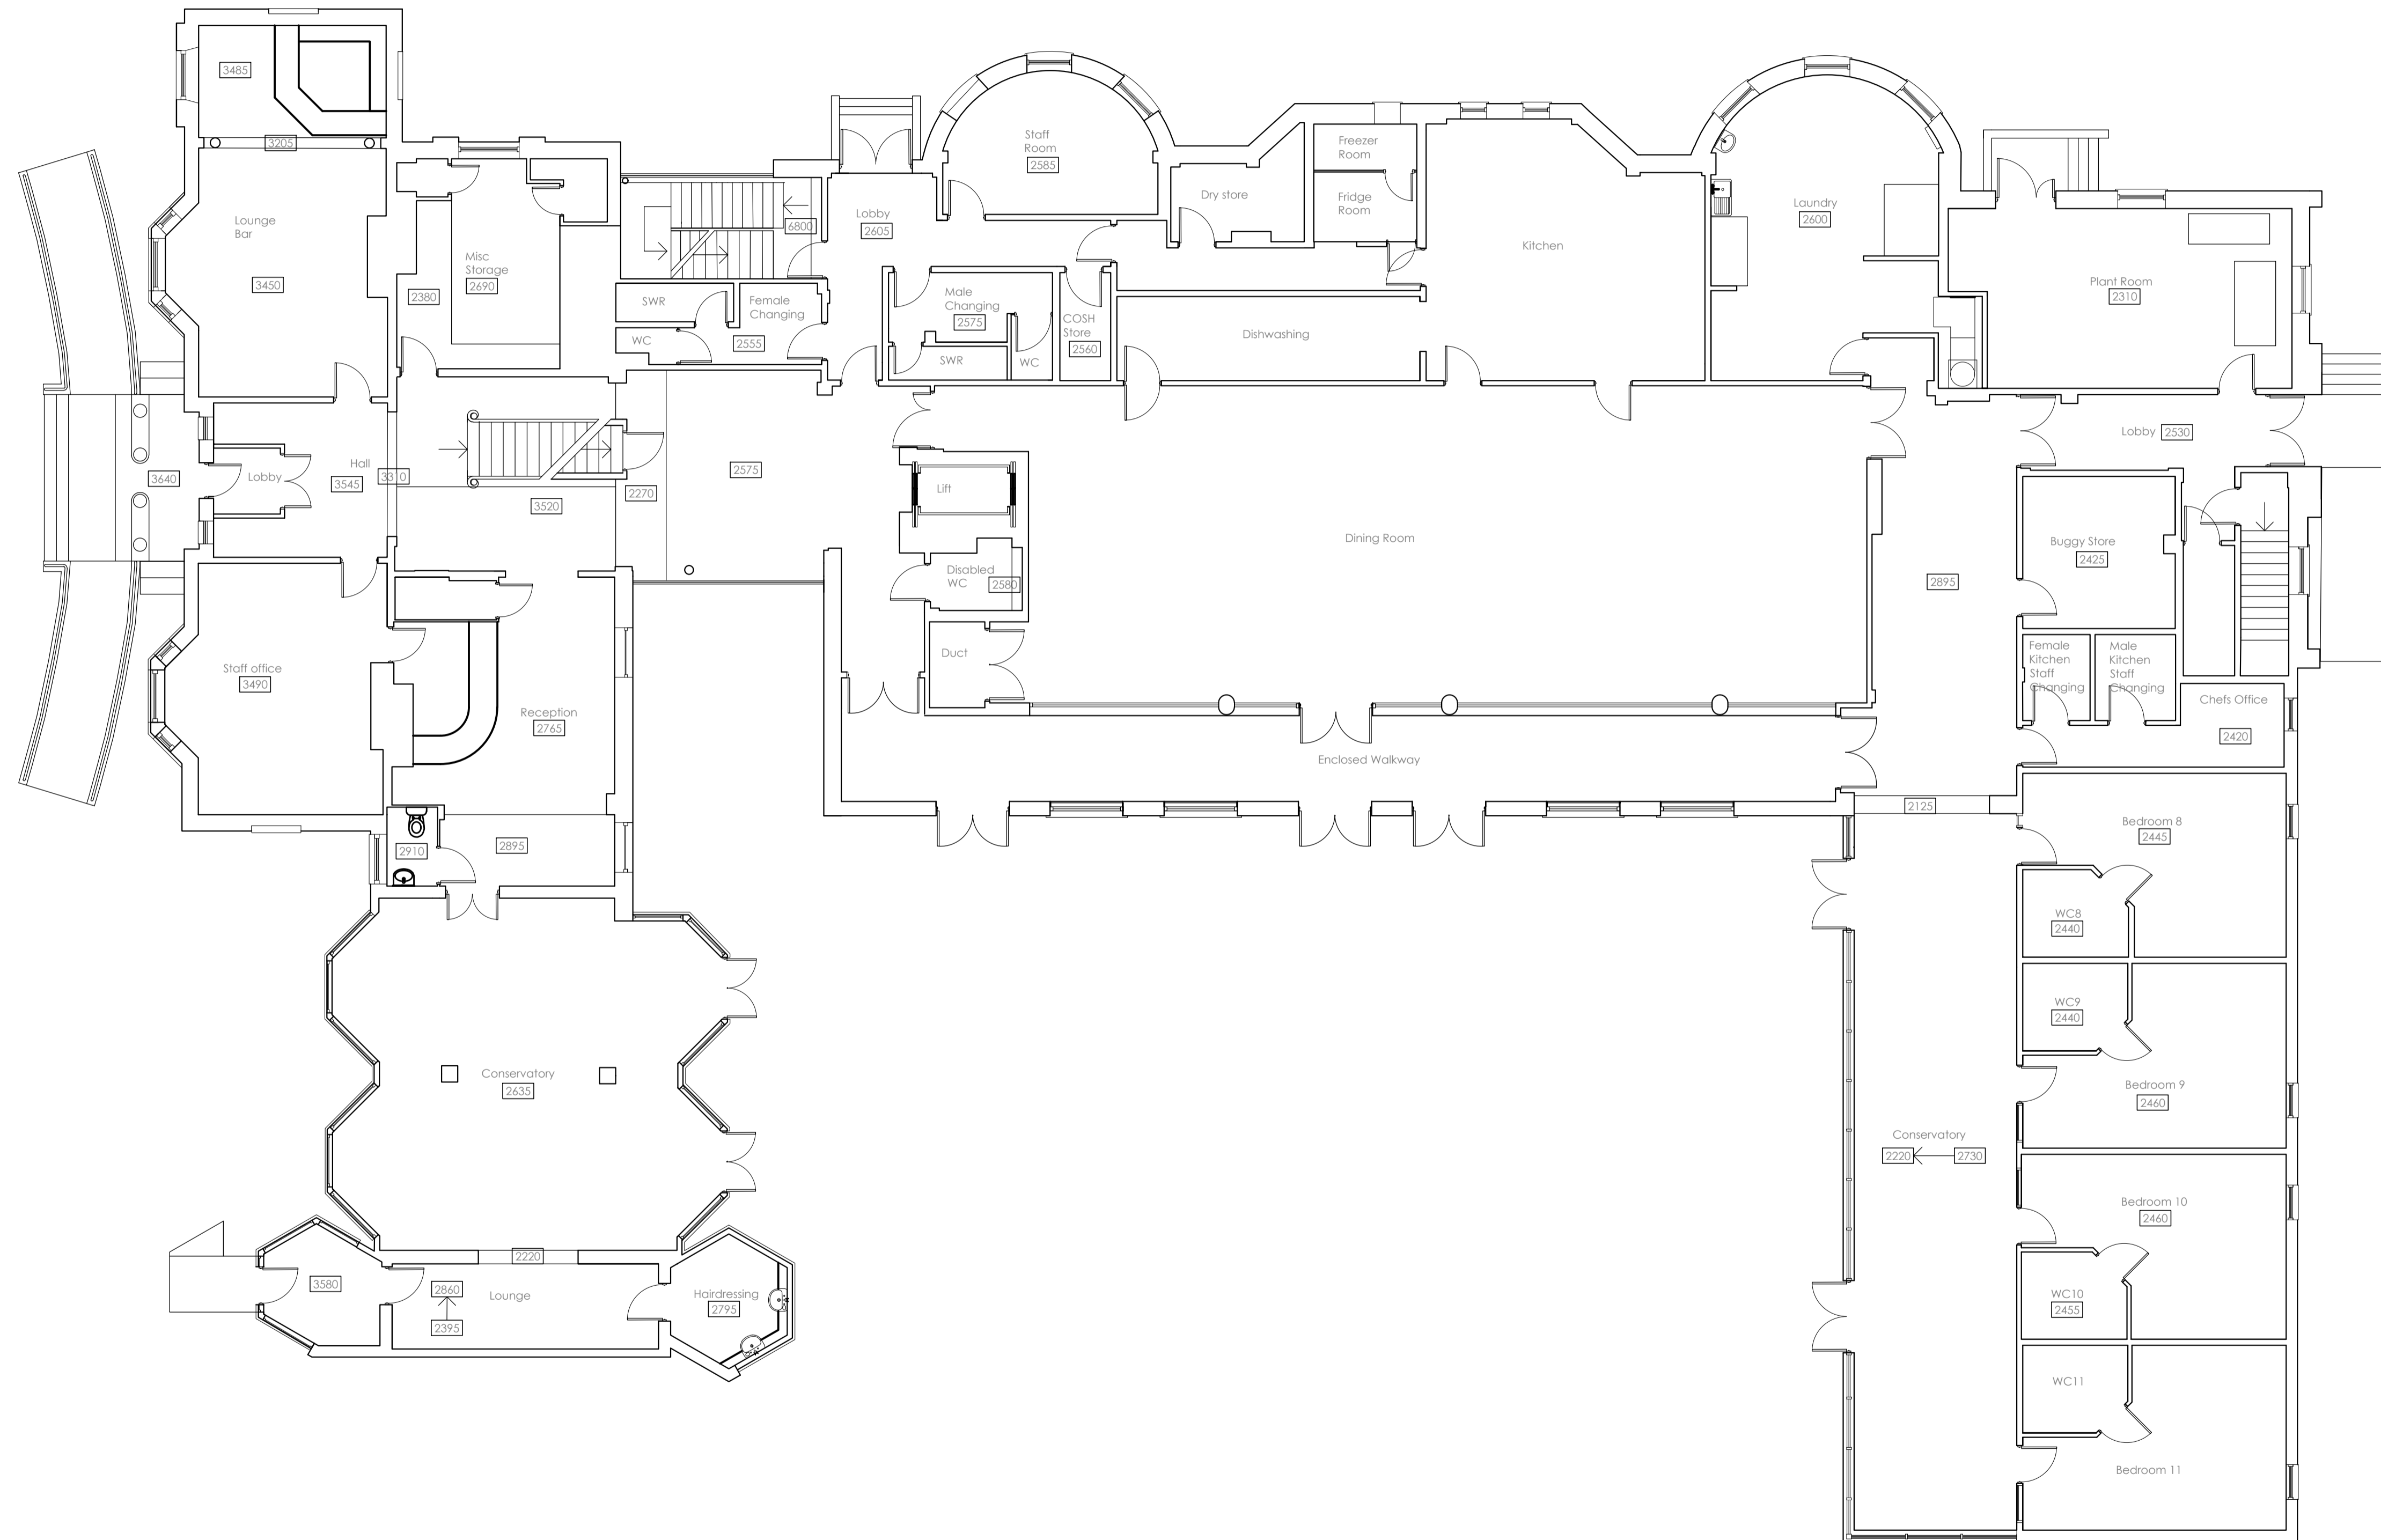 3485
3205
Lounge
Bar
3450
Misc
Storage
2690
2380
6800
SWR
WC
Female
Changing
2555
Lobby
2605
Staff
Room
2585
Male
Changing
2575
SWR
WC
COSH
Store
2560
Dry store
Freezer
Room
Fridge
Room
Dishwashing
Kitchen
Laundry
2600
Plant Room
2310
Lobby
2530
3640
Lobby
Hall
3545
3310
3520
2270
2575
Lift
Disabled
WC
2580
Duct
Dining Room
2895
Buggy Store
2425
Female
Kitchen
Staff
Changing
Male
Kitchen
Staff
Changing
Chefs Office
2420
Staff office
3490
Reception
2765
Enclosed Walkway
2125
2910
2895
Bedroom 8
2445
WC8
2440
WC9
2440
Bedroom 9
2460
Conservatory
2635
Conservatory
2220
2730
Bedroom 10
2460
WC10
2455
WC11
Bedroom 11
2220
3580
2860
2395
Lounge
Hairdressing
2795